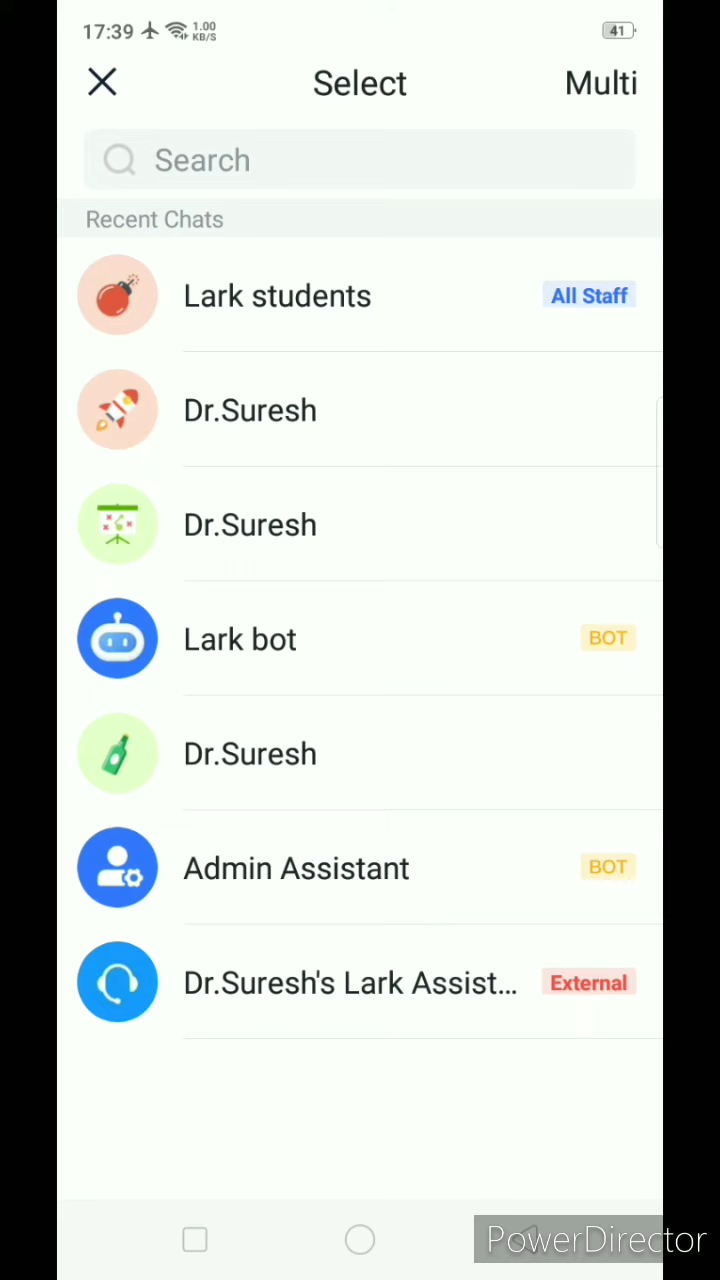 17:39 1.00 KB/S 41
Select Multi
Search
Recent Chats
Lark students All Staff
Dr.Suresh
Dr.Suresh
Lark bot BOT
Dr.Suresh
Admin Assistant BOT
Dr.Suresh's Lark Assist... External
PowerDirector